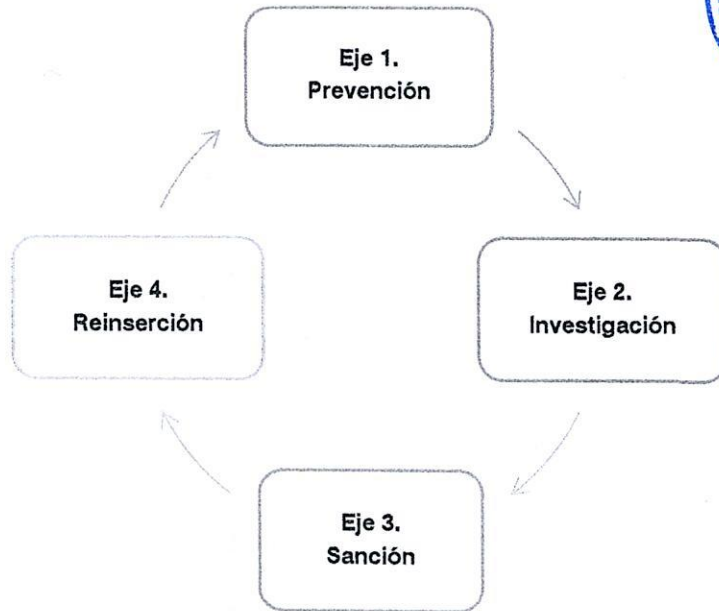 Eje 1.
Prevención
Eje 2.
Investigación
Eje 3.
Sanción
Eje 4.
Reinserción